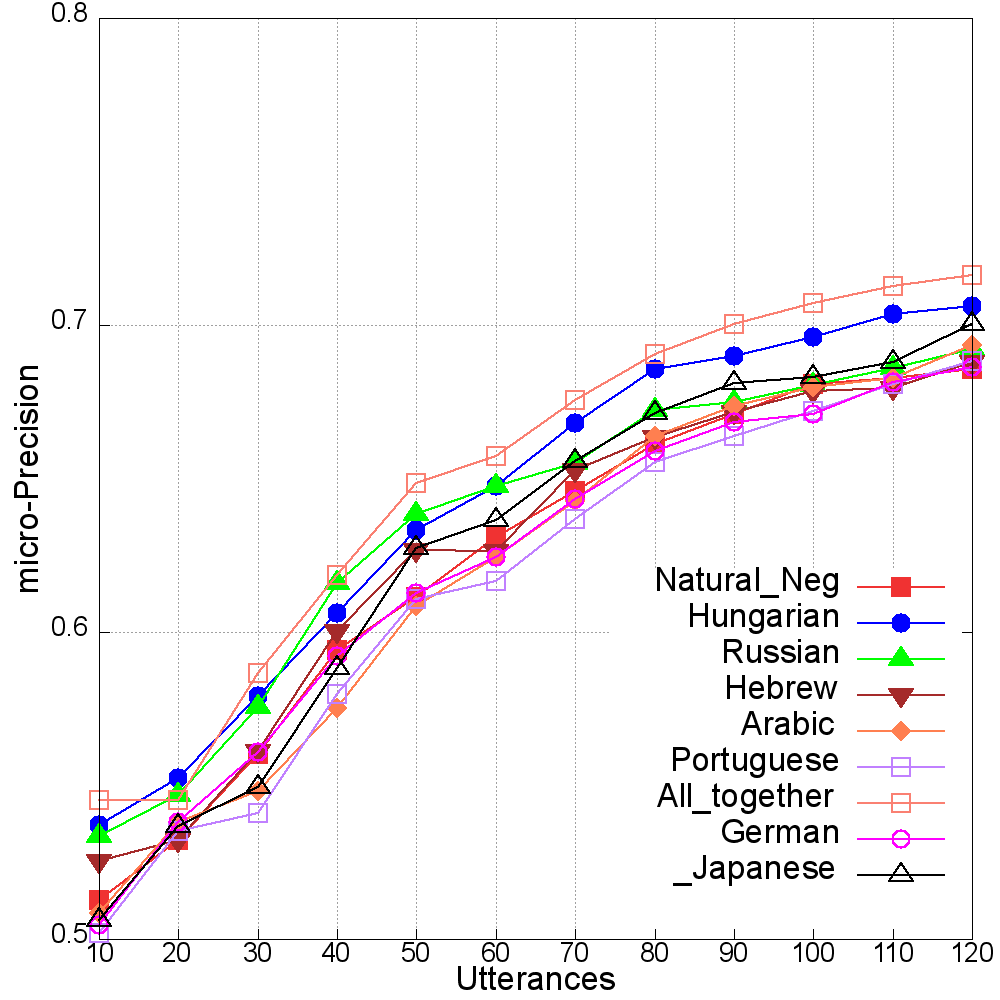 0.8
0.7
0.6
0.5
micro-Precision
Natural_Neg
Hungarian
Russian
Hebrew
Arabic
Portuguese
All_together
German
_Japanese
10 20 30 40 50 60 70 80 90 100 110 120
Utterances